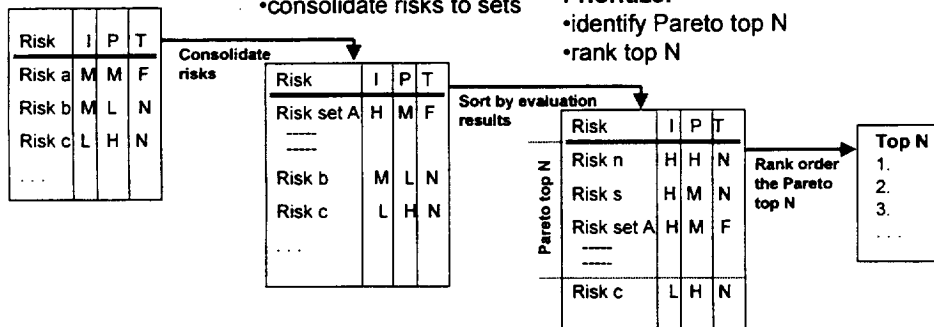 •consolidate risks to sets
•identify Pareto top N
•rank top N
Risk I P T
Risk a M M F
Risk b M L N
Risk c L H N
. . .
Consolidate
risks
Risk I P T
Risk set A H M F
Risk b M L N
Risk c L H N
. . .
Sort by evaluation
results
Pareto top N
Risk I P T
Risk n H H N
Risk s H M N
Risk set A H M F
Risk c L H N
Rank order
the Pareto
top N
Top N
1.
2.
3.
. . .